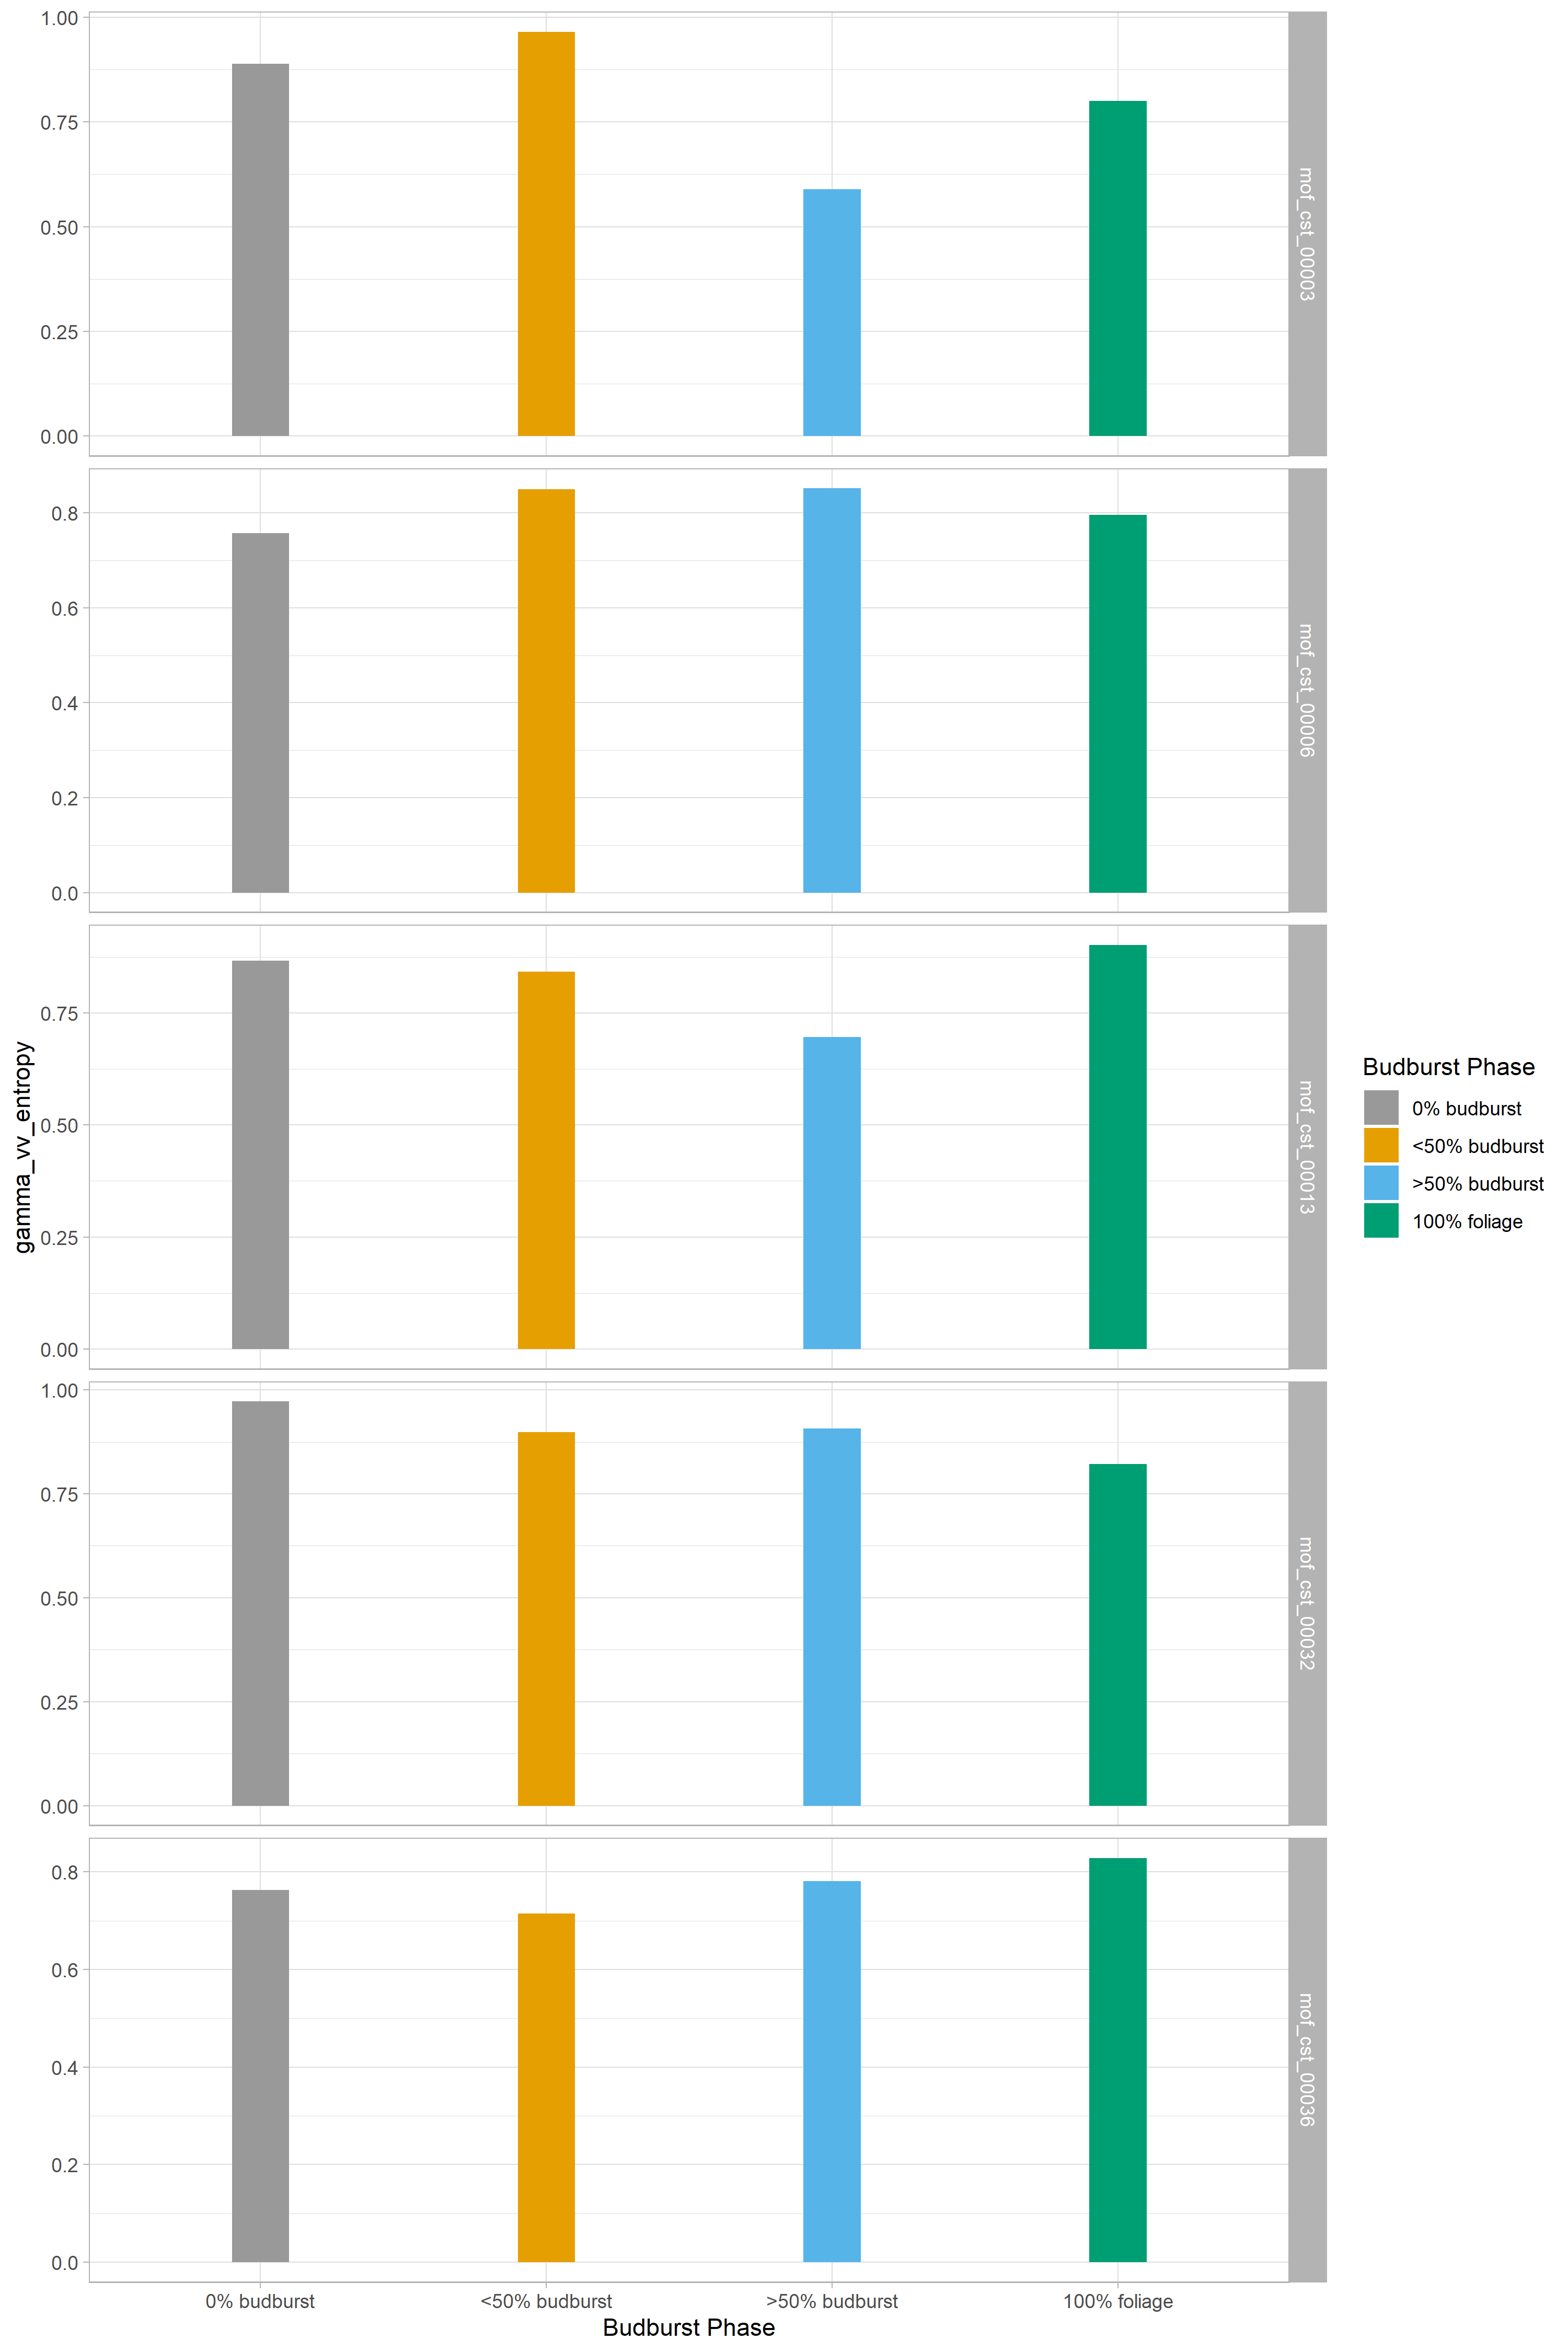 1.00
0.75
0.50
0.25
0.00
mof_cst_00003
0.8
0.6
0.4
0.2
0.0
mof_cst_00006
0.75
0.50
0.25
0.00
mof_cst_00013
1.00
0.75
0.50
0.25
0.00
mof_cst_00032
0.8
0.6
0.4
0.2
0.0
mof_cst_00036
gamma_vv_entropy
0% budburst
<50% budburst
>50% budburst
100% foliage
Budburst Phase
Budburst Phase
0% budburst
<50% budburst
>50% budburst
100% foliage